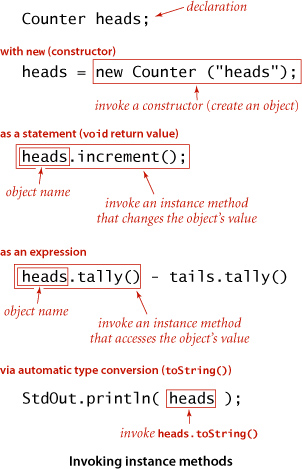 Counter heads;
declaration
with new (constructor)
heads = new Counter ("heads");
invoke a constructor (create an object)
as a statement (void return value)
heads.increment();
object name
invoke an instance method
that changes the object's value
as an expression
heads.tally() - tails.tally()
object name
invoke an instance method
that accesses the object's value
via automatic type conversion (toString())
StdOut.println( heads );
invoke heads.toString()
Invoking instance methods